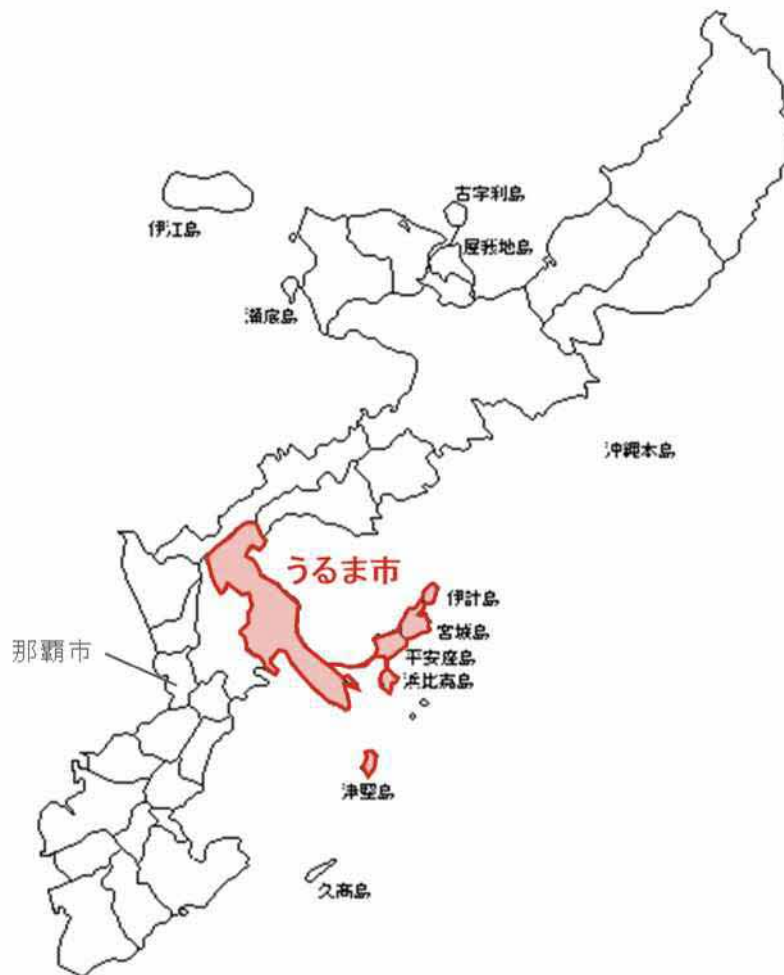 古宇利島
伊江島
屋我地島
瀬底島
沖縄本島
うるま市
伊計島
宮城島
那覇市
平安座島
浜比嘉島
津堅島
久高島